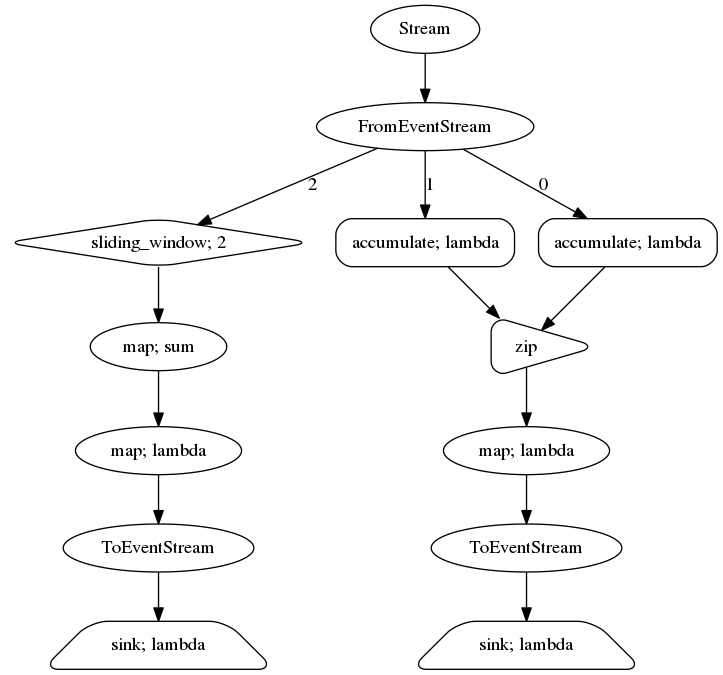 Stream
FromEventStream
2
1
0
sliding_window; 2
accumulate; lambda
accumulate; lambda
map; sum
zip
map; lambda
map; lambda
ToEventStream
ToEventStream
sink; lambda
sink; lambda